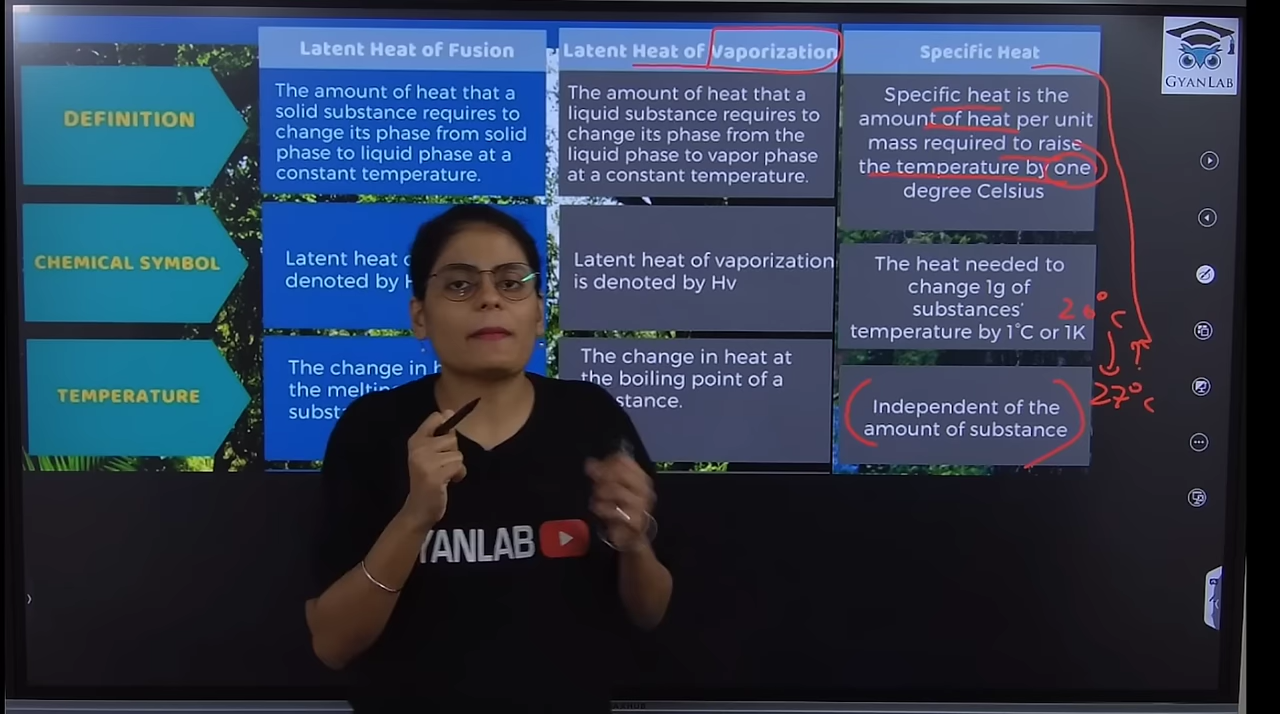 Latent Heat of Fusion
Latent Heat of Vaporization
Specific Heat
GYANLAB
DEFINITION
The amount of heat that a
solid substance requires to
change its phase from solid
phase to liquid phase at a
constant temperature.
The amount of heat that a
liquid substance requires to
change its phase from the
liquid phase to vapor phase
at a constant temperature.
Specific heat is the
amount of heat per unit
mass required to raise
the temperature by one
degree Celsius
CHEMICAL SYMBOL
Latent heat
denoted by
Latent heat of vaporization
is denoted by Hv
The heat needed to
change 1g of
substances'
temperature by 1°C or 1K
TEMPERATURE
The change in
the
The change in heat at
the boiling point of a
Independent of the
amount of substance
27°C
YANLAB